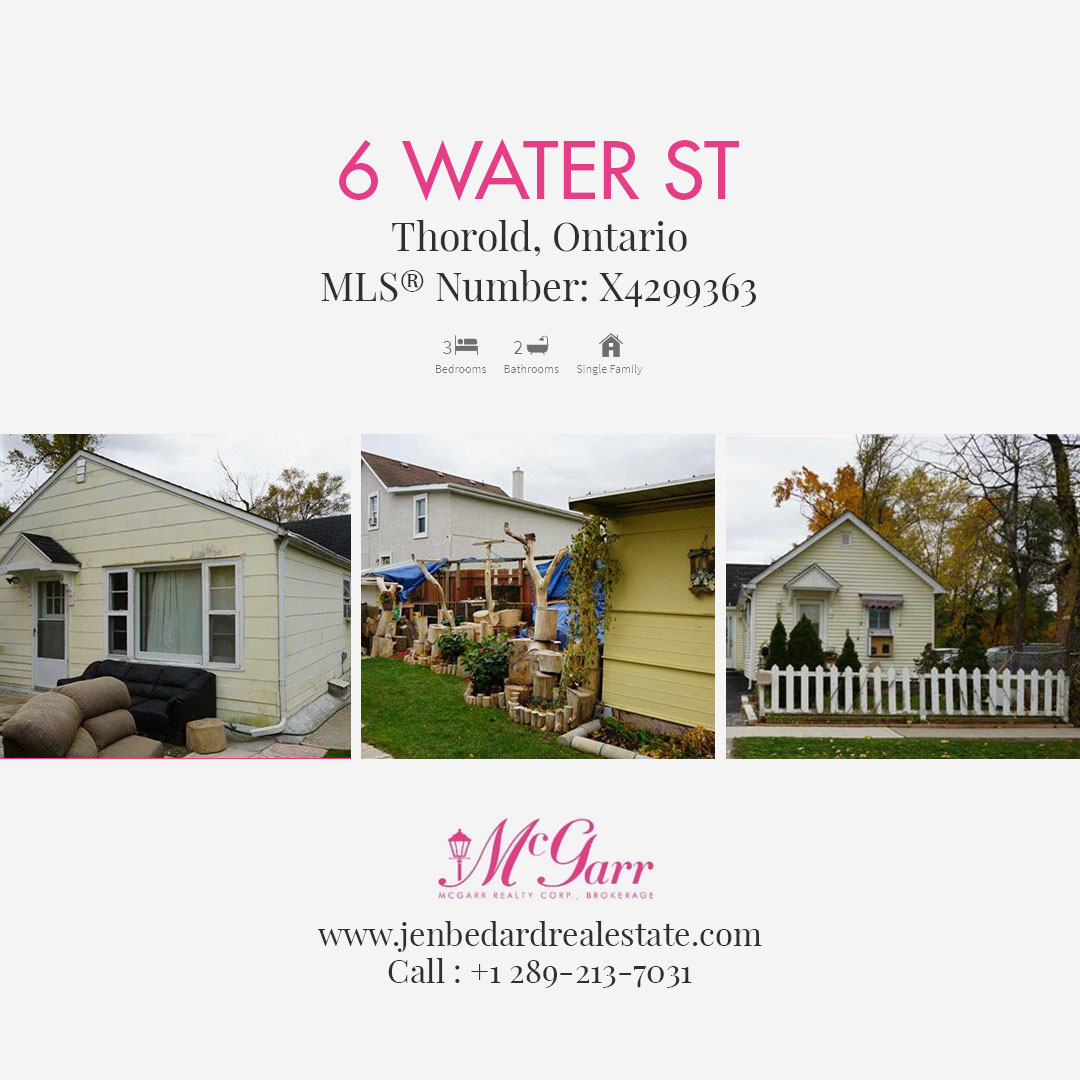 6 WATER ST
Thorold, Ontario
MLS® Number: X4299363
3 2
Bedrooms Bathrooms Single Family
McGarr
MCGARR REALTY CORP., BROKERAGE
www.jenbedardrealestate.com
Call : +1 289-213-7031